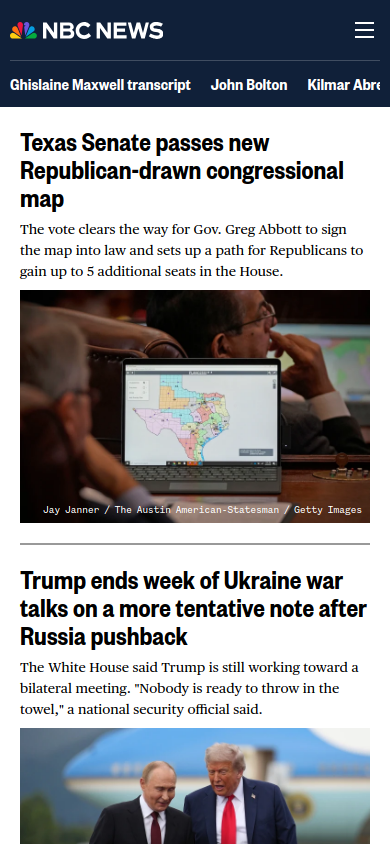 NBC NEWS
Ghislaine Maxwell transcript John Bolton Kilmar Abre
Texas Senate passes new
Republican-drawn congressional
map
The vote clears the way for Gov. Greg Abbott to sign
the map into law and sets up a path for Republicans to
gain up to 5 additional seats in the House.
Jay Janner / The Austin American-Statesman / Getty Images
Trump ends week of Ukraine war
talks on a more tentative note after
Russia pushback
The White House said Trump is still working toward a
bilateral meeting. "Nobody is ready to throw in the
towel," a national security official said.